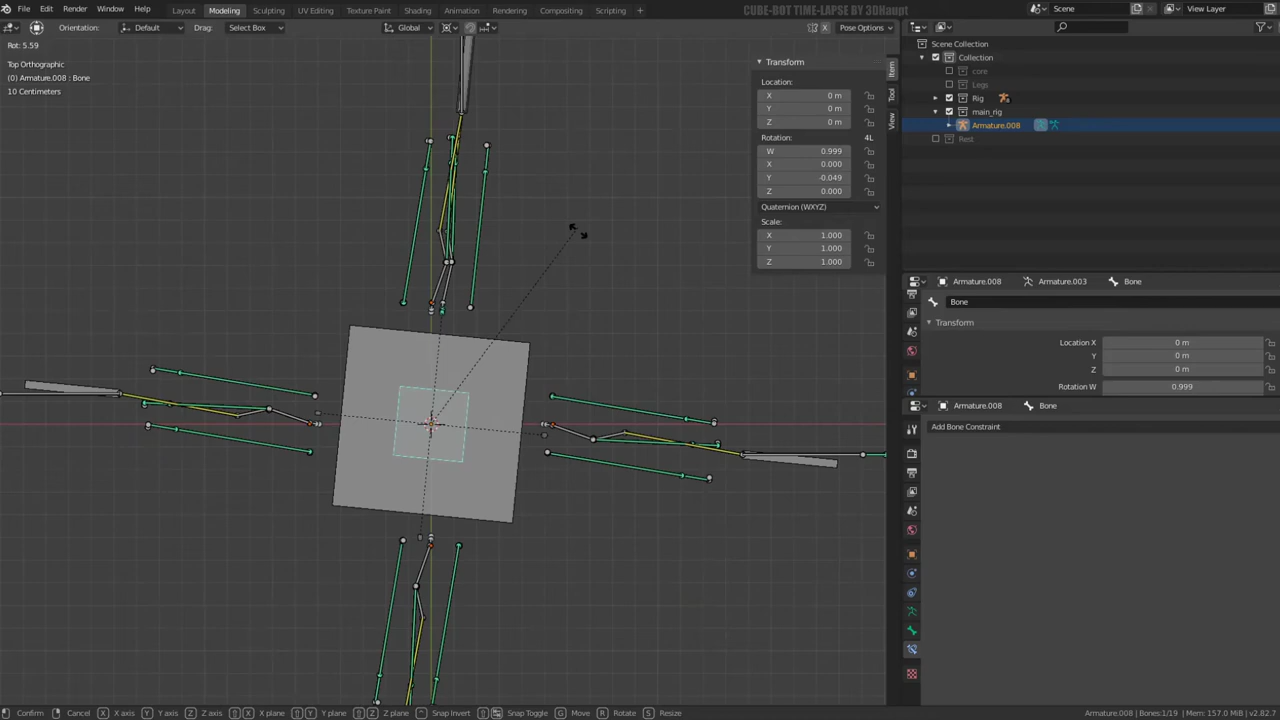 File Edit Render Window Help Layout Modeling Sculpting UV Editing Texture Paint Shading Animation Rendering Compositing Scripting CUBE-BOT TIME-LAPSE BY 3DHaupt Scene View Layer
Orientation: Default Drag: Select Box Global X Pose Options
Rot: 5.59
Top Orthographic
(0) Armature.008 : Bone
10 Centimeters
Transform
Location:
X 0 m
Y 0 m
Z 0 m
Rotation: 4L
W 0.999
X 0.000
Y -0.049
Z 0.000
Quaternion (WXYZ)
Scale:
X 1.000
Y 1.000
Z 1.000
Item
Tool
View
Scene Collection
Collection
core
Legs
Rig
main_rig
Armature.008
Rest
Armature.008 Armature.003 Bone
Bone
Transform
Location X 0 m
Y 0 m
Z 0 m
Rotation W 0.999
Armature.008 Bone
Add Bone Constraint
Confirm Cancel X X axis Y Y axis Z Z axis X X plane Y Y plane Z Z plane Snap Invert Snap Toggle G Move R Rotate S Resize Armature.008 | Bones:1/19 | Mem: 157.0 MiB | v2.82.7